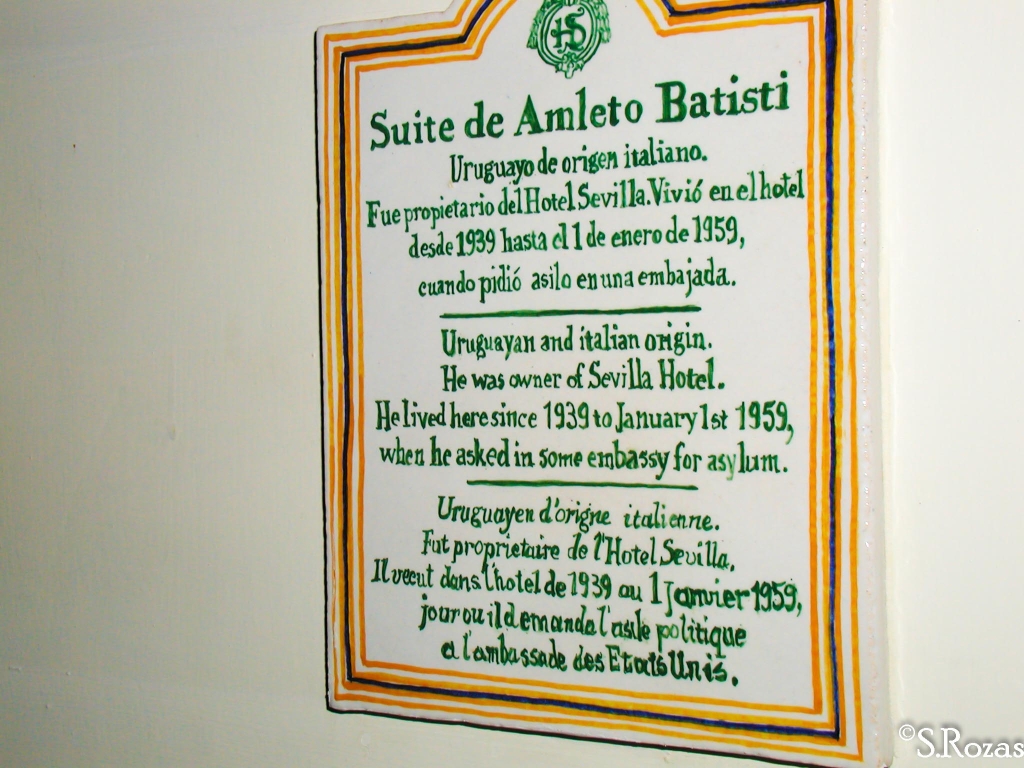 HS
Suite de Amleto Batisti
Uruguayo de origen italiano.
Fue propietario del Hotel Sevilla. Vivió en el hotel
desde 1939 hasta el 1 de enero de 1959,
cuando pidió asilo en una embajada.
Uruguayan and italian origin.
He was owner of Sevilla Hotel.
He lived here since 1939 to January 1st 1959,
when he asked in some embassy for asylum.
Uruguayen d'origne italienne.
Fut proprietaire de l'Hotel Sevilla.
Il vecut dans l'hotel de 1939 au 1 Janvier 1959,
jour ou il demanda l'asile politique
a l'ambassade des Etats Unis.
©S.Rozas